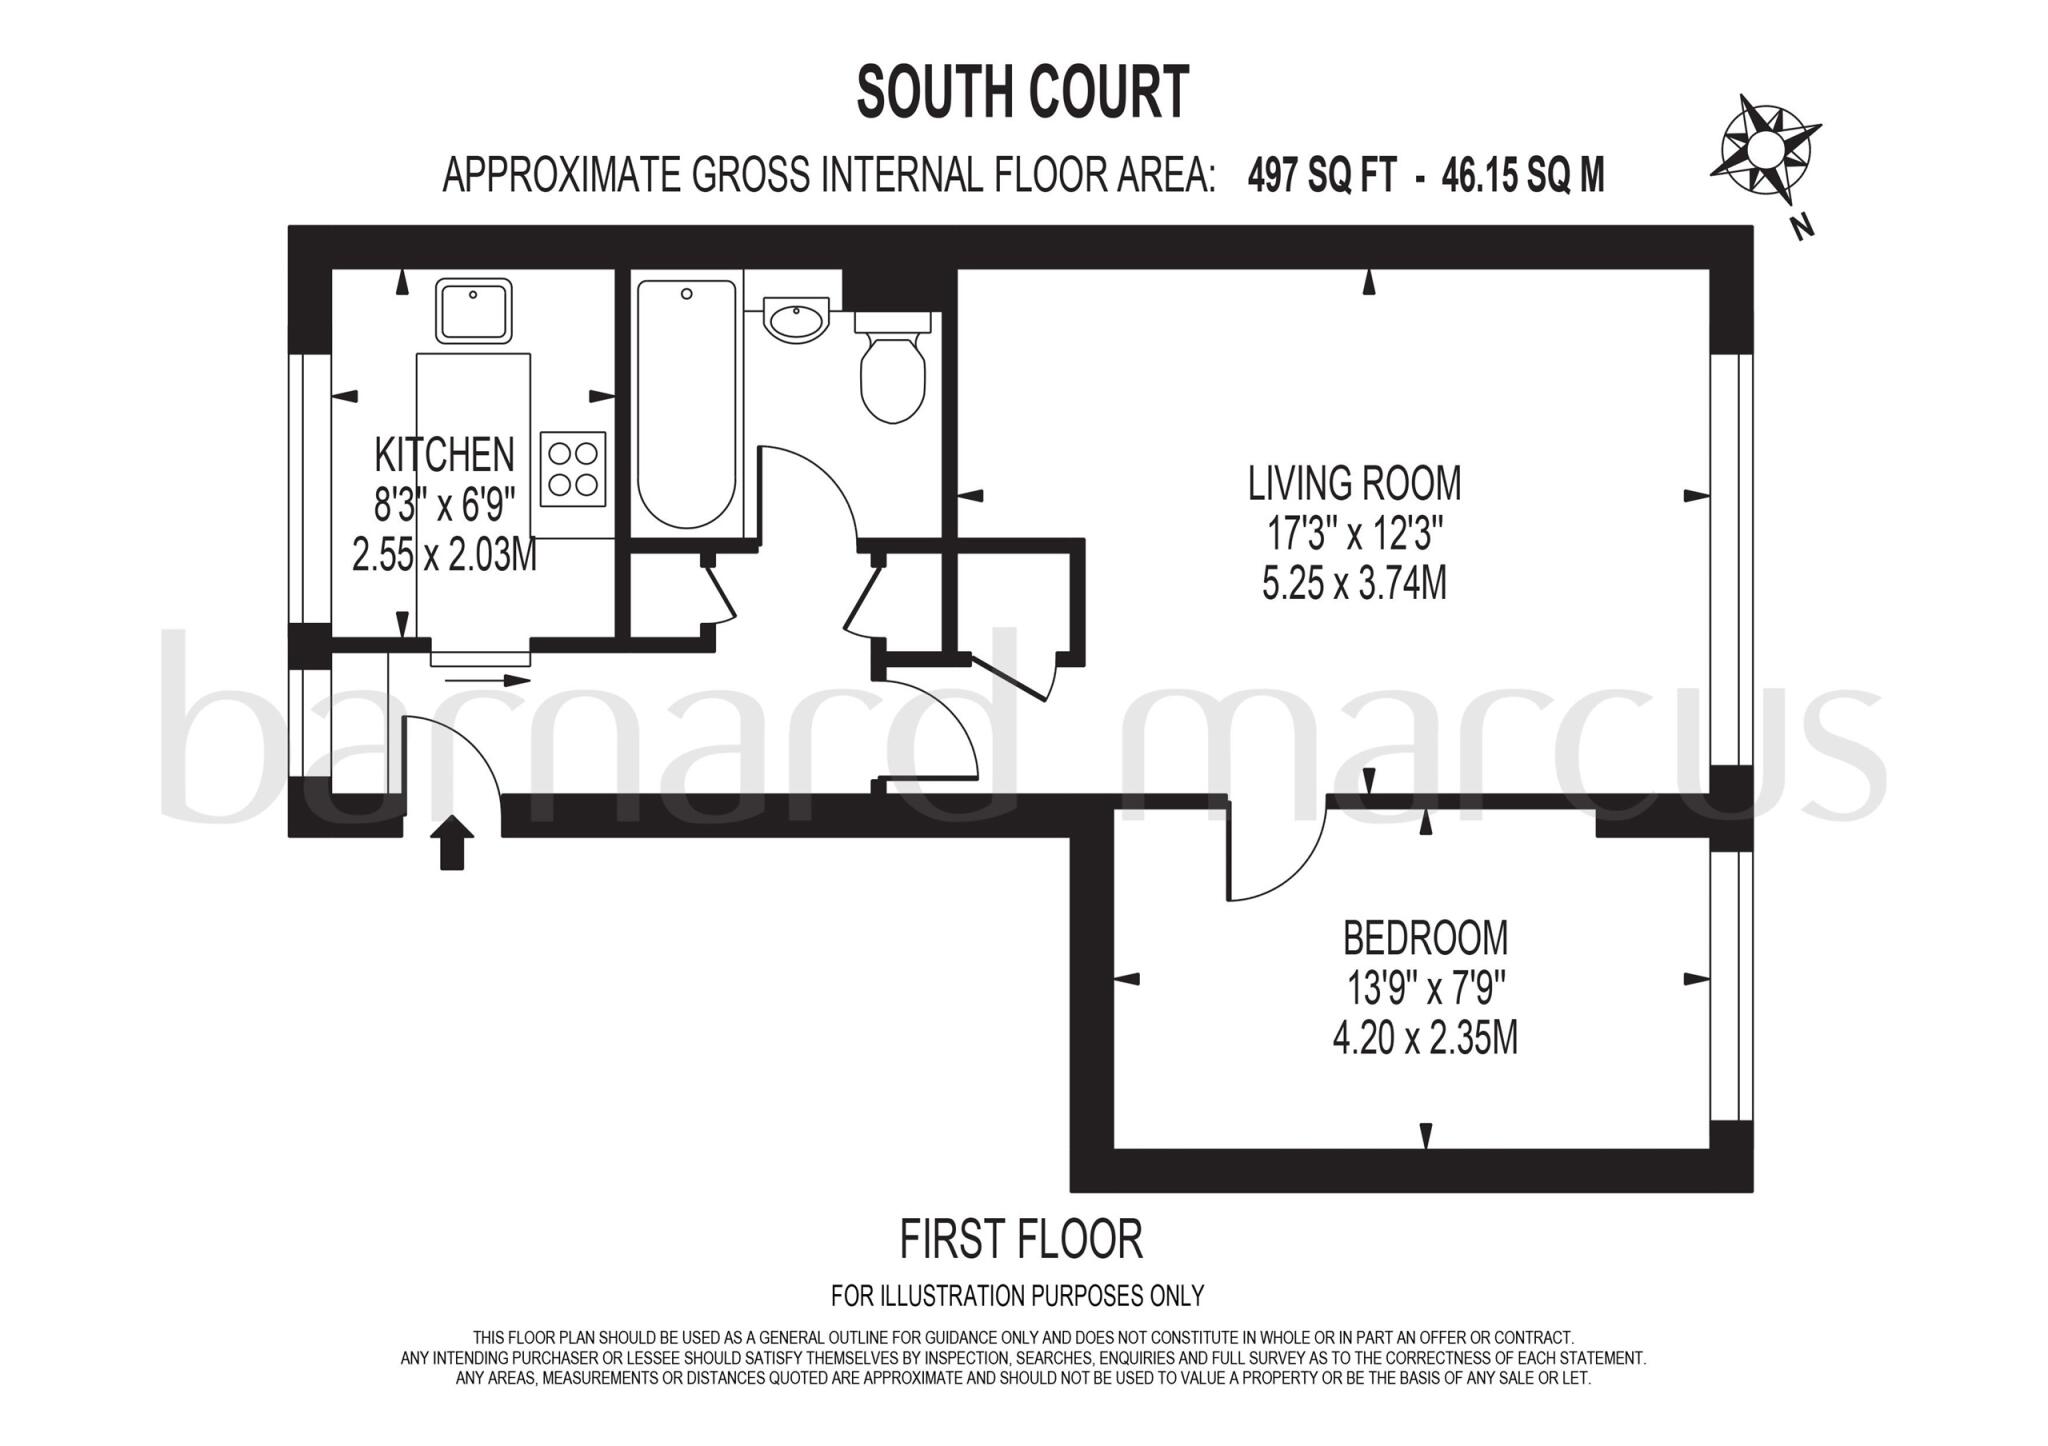 SOUTH COURT
APPROXIMATE GROSS INTERNAL FLOOR AREA: 497 SQ FT - 46.15 SQ M
N
KITCHEN
8'3" x 6'9"
2.55 x 2.03M
LIVING ROOM
17'3" x 12'3"
5.25 x 3.74M
barnard marcus
BEDROOM
13'9" x 7'9"
4.20 x 2.35M
FIRST FLOOR
FOR ILLUSTRATION PURPOSES ONLY
THIS FLOOR PLAN SHOULD BE USED AS A GENERAL OUTLINE FOR GUIDANCE ONLY AND DOES NOT CONSTITUTE IN WHOLE OR IN PART AN OFFER OR CONTRACT.
ANY INTENDING PURCHASER OR LESSEE SHOULD SATISFY THEMSELVES BY INSPECTION, SEARCHES, ENQUIRIES AND FULL SURVEY AS TO THE CORRECTNESS OF EACH STATEMENT.
ANY AREAS, MEASUREMENTS OR DISTANCES QUOTED ARE APPROXIMATE AND SHOULD NOT BE USED TO VALUE A PROPERTY OR BE THE BASIS OF ANY SALE OR LET.